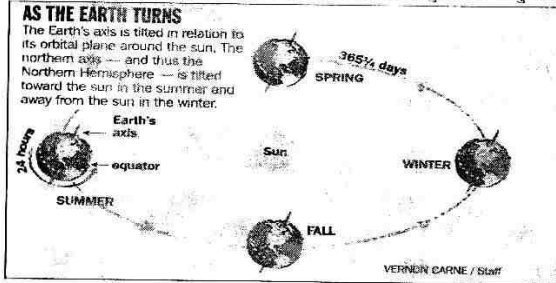 AS THE EARTH TURNS
The Earth's axis is tilted in relation to
its orbital plane around the sun. The
northern axis — and thus the
Northern Hemisphere — is tilted
toward the sun in the summer and
away from the sun in the winter.
365¼ days
SPRING
Earth's
axis
24 hours
equator
Sun
WINTER
SUMMER
FALL
VERNON CARNE / Staff